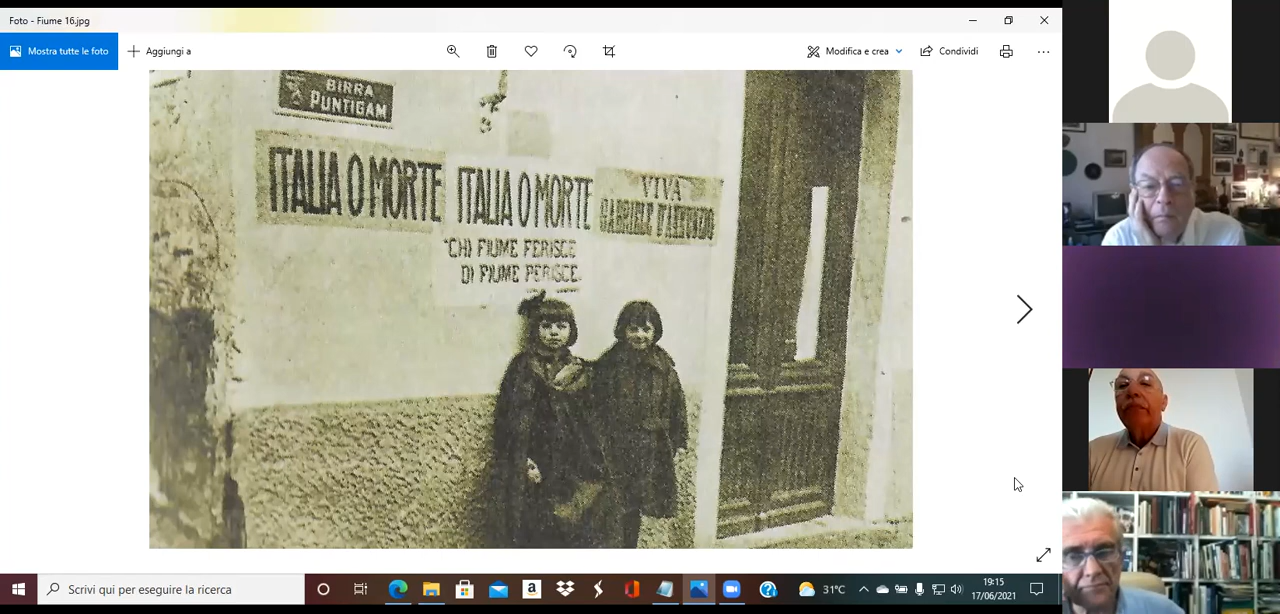 Foto - Fiume 16.jpg
Mostra tutte le foto
Aggiungi a
Modifica e crea
Condividi
BIRRA
PUNTIGAM
ITALIA O MORTE
ITALIA O MORTE
"CHI FIUME FERISCE
DI FIUME PERISCE
VIVA
GABRIELE D'ANNUNZIO
Scrivi qui per eseguire la ricerca
31°C
19:15
17/06/2021